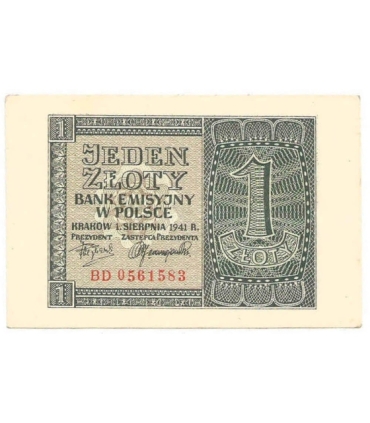 1
JEDEN
ZŁOTY
BANK EMISYJNY
W POLSCE
KRAKÓW 1. SIERPNIA 1941 R.
PREZYDENT ZASTĘPCA PREZYDENTA
BD 0561583
1
1
ZŁOTY